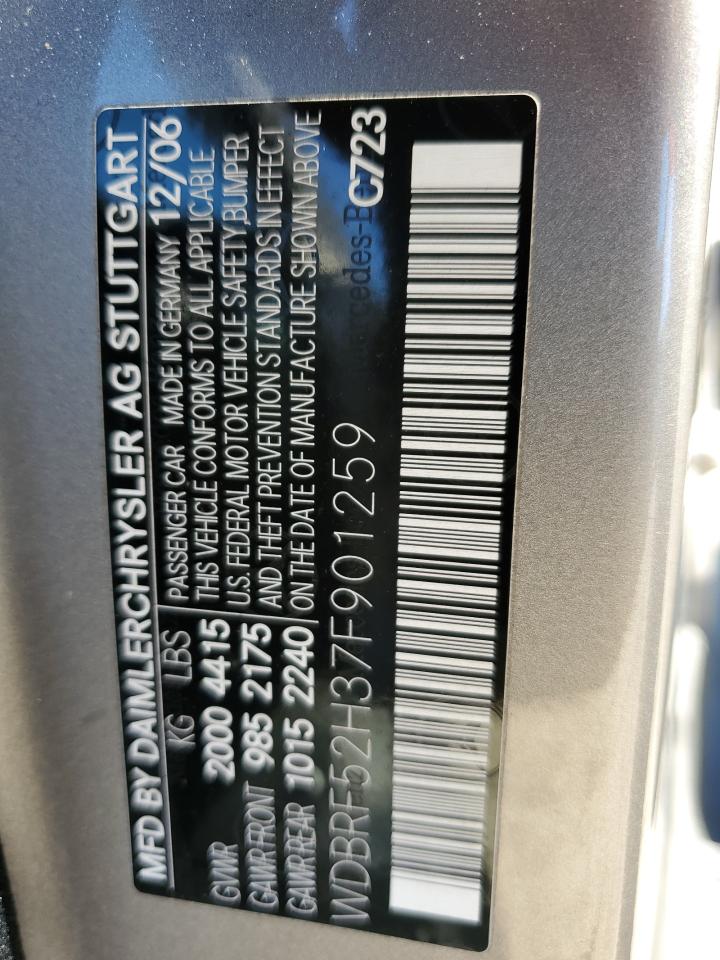 MFD BY DAIMLERCHRYSLER AG STUTTGART
KG LBS PASSENGER CAR MADE IN GERMANY 12/06
GVWR 2000 4415 THIS VEHICLE CONFORMS TO ALL APPLICABLE
U.S. FEDERAL MOTOR VEHICLE SAFETY, BUMPER
GAWR FRONT 985 2175 AND THEFT PREVENTION STANDARDS IN EFFECT
GAWR REAR 1015 2240 ON THE DATE OF MANUFACTURE SHOWN ABOVE
WDBRF52H37F901259 C723